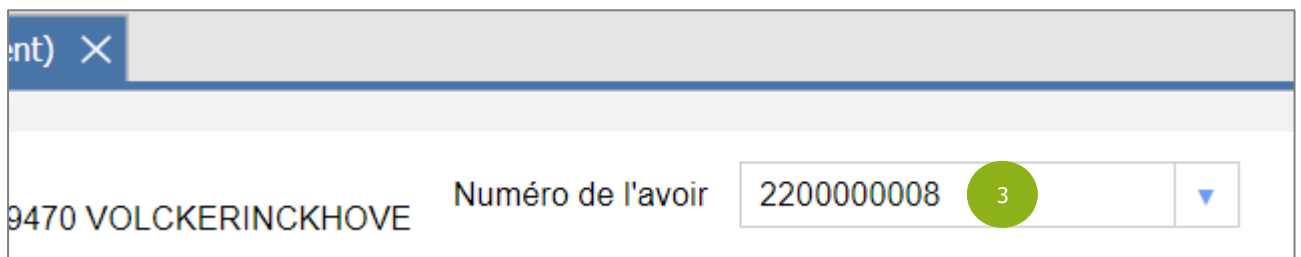 ent)
Numéro de l'avoir 2200000008 3
9470 VOLCKERINCKHOVE